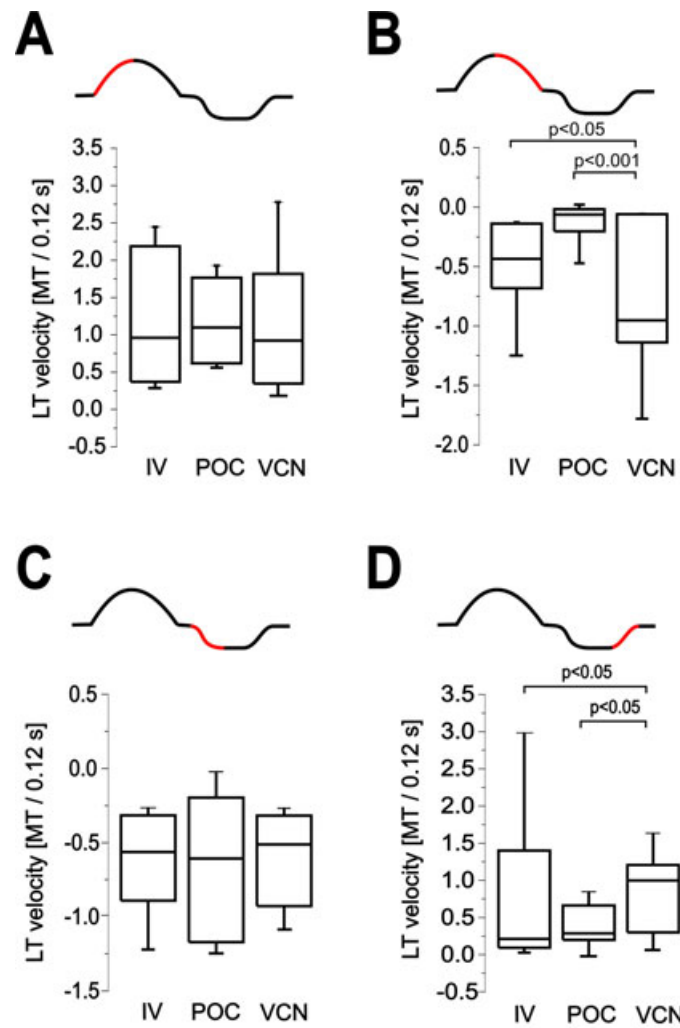 A
LT velocity [MT / 0.12 s]
3.5
3.0
2.5
2.0
1.5
1.0
0.5
0.0
-0.5
IV POC VCN
B
p<0.05
p<0.001
LT velocity [MT / 0.12 s]
0.5
0.0
-0.5
-1.0
-1.5
-2.0
IV POC VCN
C
LT velocity [MT / 0.12 s]
0.5
0.0
-0.5
-1.0
-1.5
IV POC VCN
D
p<0.05
p<0.05
LT velocity [MT / 0.12 s]
3.5
3.0
2.5
2.0
1.5
1.0
0.5
0.0
-0.5
IV POC VCN